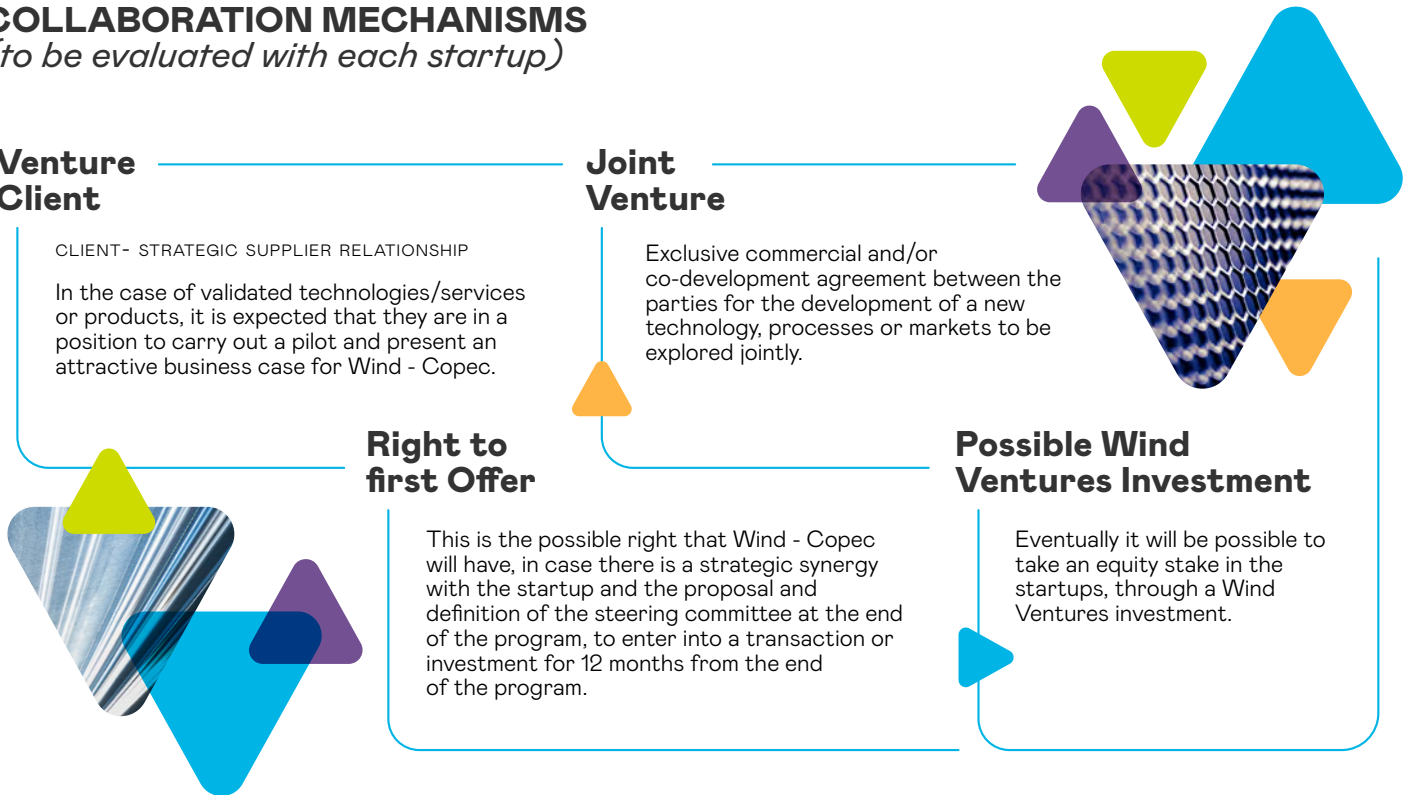 COLLABORATION MECHANISMS
(to be evaluated with each startup)
Venture
Client
CLIENT- STRATEGIC SUPPLIER RELATIONSHIP
In the case of validated technologies/services
or products, it is expected that they are in a
position to carry out a pilot and present an
attractive business case for Wind - Copec.
Joint
Venture
Exclusive commercial and/or
co-development agreement between the
parties for the development of a new
technology, processes or markets to be
explored jointly.
Right to
first Offer
This is the possible right that Wind - Copec
will have, in case there is a strategic synergy
with the startup and the proposal and
definition of the steering committee at the end
of the program, to enter into a transaction or
investment for 12 months from the end
of the program.
Possible Wind
Ventures Investment
Eventually it will be possible to
take an equity stake in the
startups, through a Wind
Ventures investment.